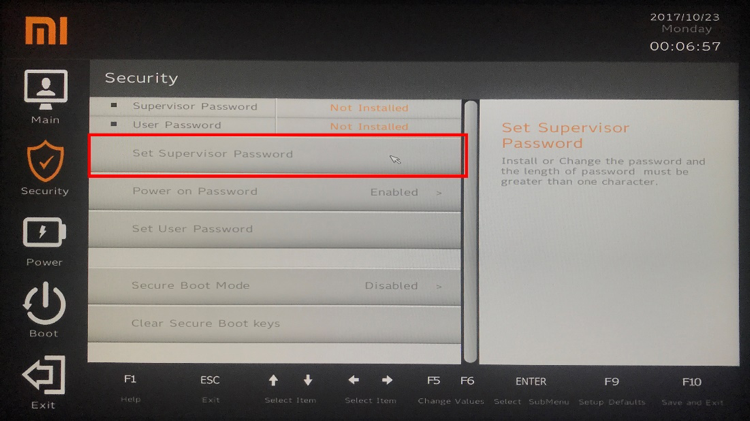 mi
2017/10/23
Monday
00:06:57
Security
Main
Security
Power
Boot
Exit
Supervisor Password Not Installed
User Password Not Installed
Set Supervisor Password
Power on Password Enabled >
Set User Password
Secure Boot Mode Disabled >
Clear Secure Boot keys
Set Supervisor
Password
Install or Change the password and
the length of password must be
greater than one character.
F1 ESC F5 F6 ENTER F9 F10
Help Exit Select Item Select Item Change Values Select SubMenu Setup Defaults Save and Exit